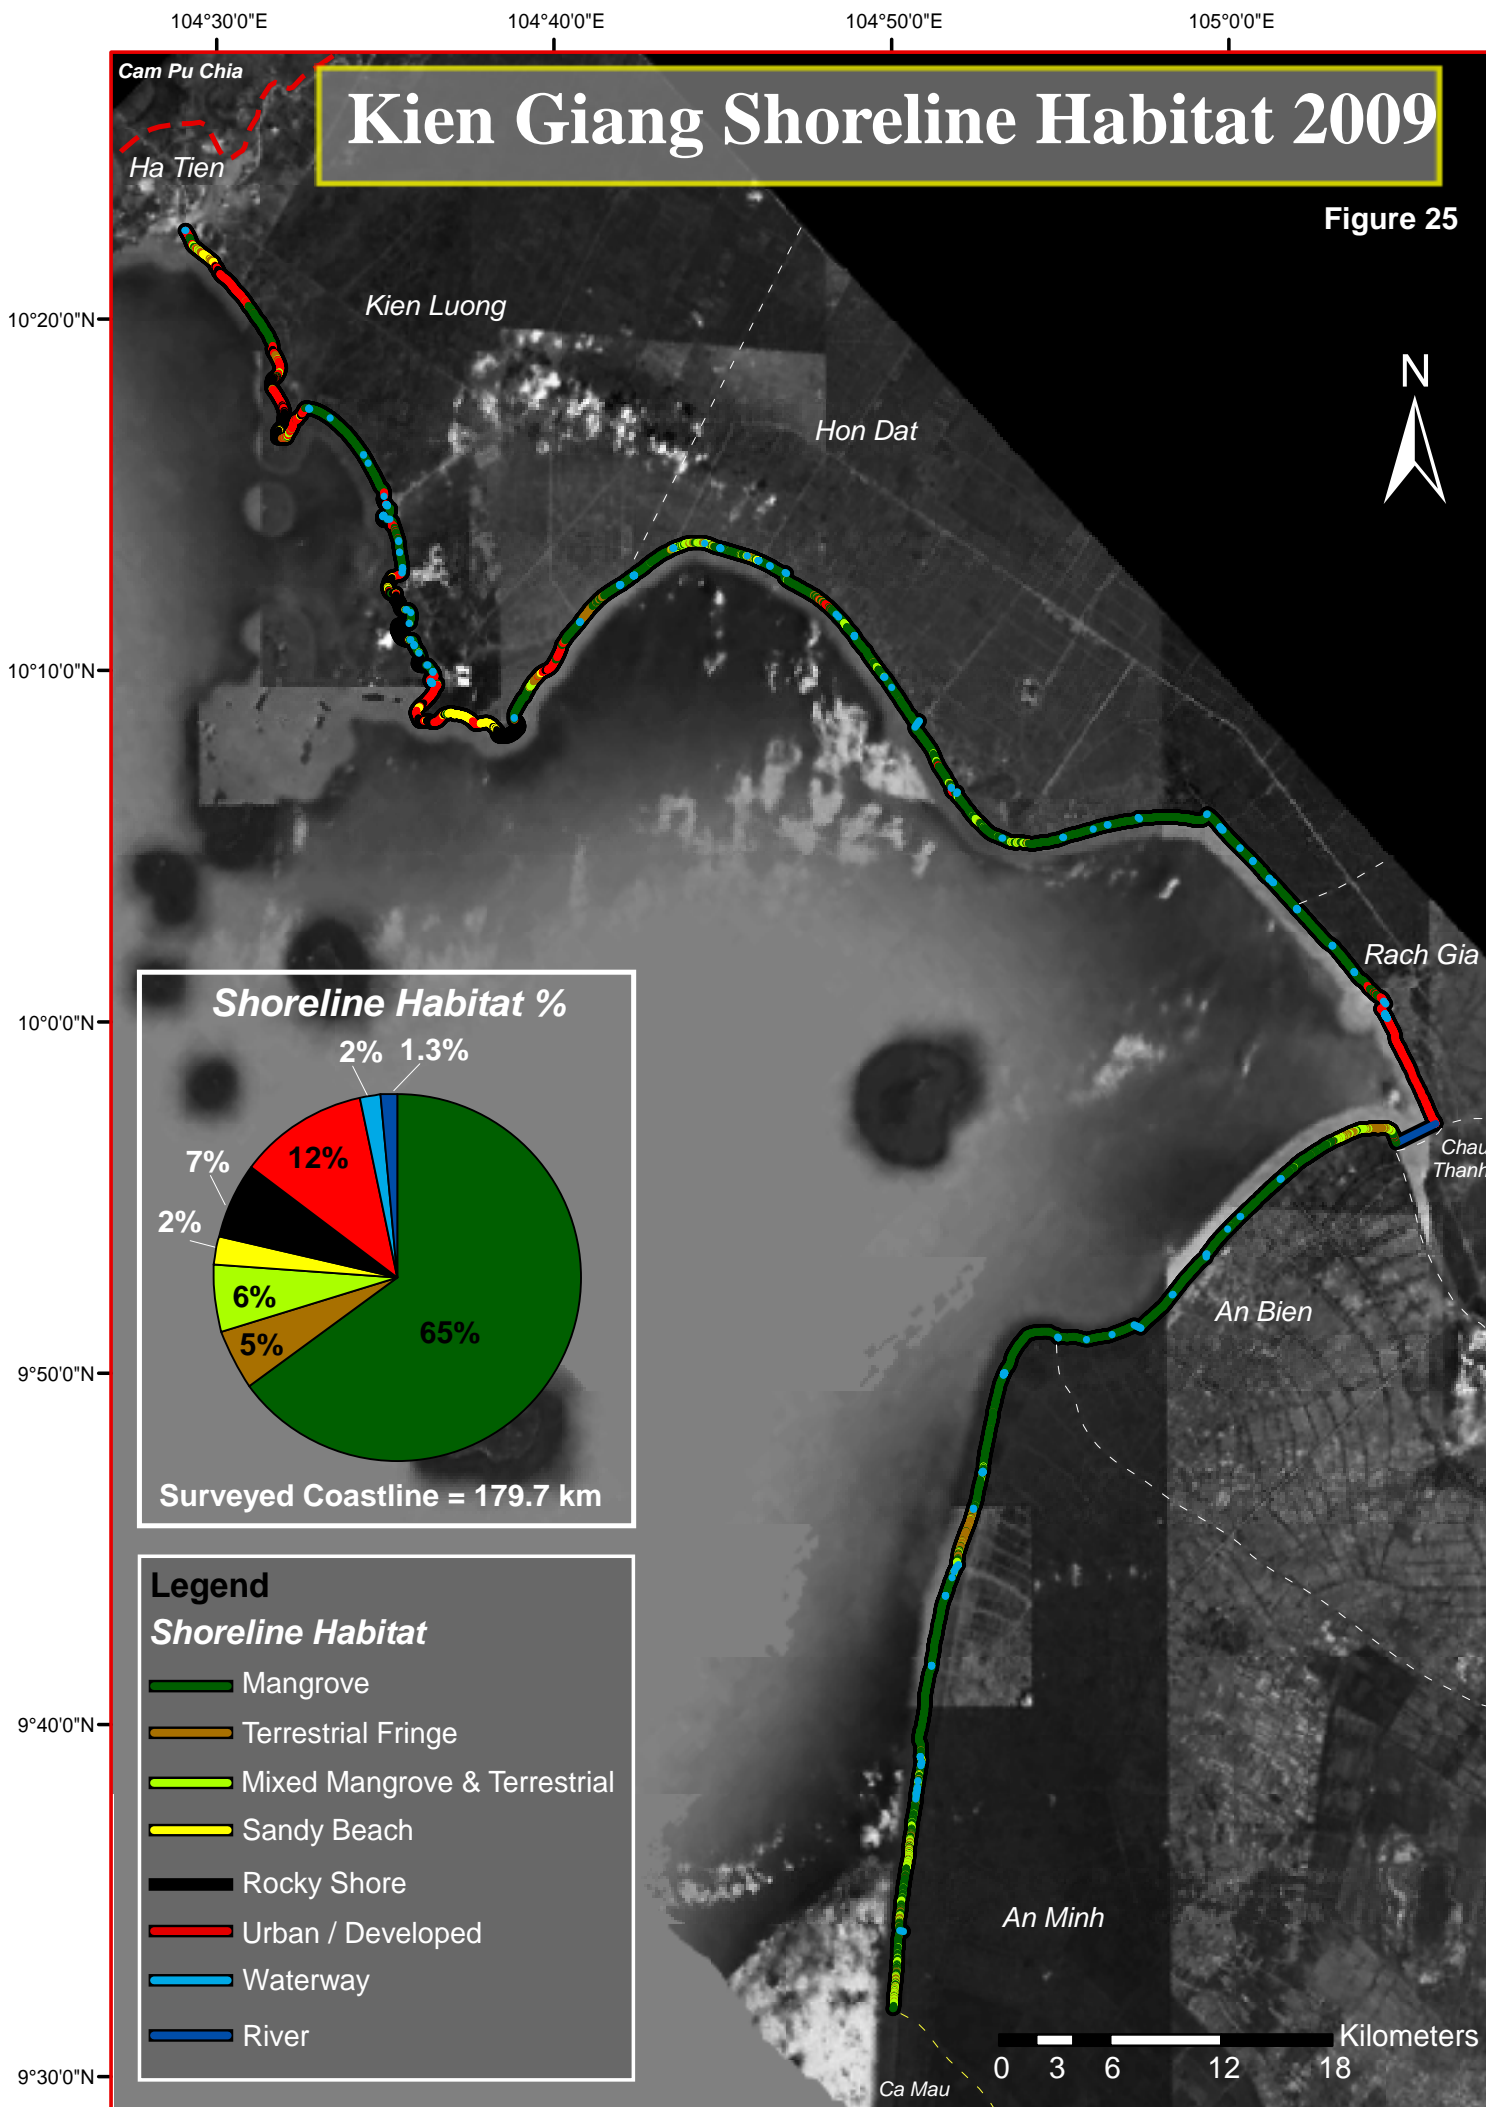 104°30'0"E 104°40'0"E 104°50'0"E 105°0'0"E
Cam Pu Chia
Kien Giang Shoreline Habitat 2009
Ha Tien
Figure 25
Kien Luong
10°20'0"N
N
Hon Dat
10°10'0"N
Rach Gia
10°0'0"N
Shoreline Habitat %
2% 1.3%
12%
7%
2%
6%
5%
65%
Surveyed Coastline = 179.7 km
Chau
Thanh
An Bien
9°50'0"N
Legend
Shoreline Habitat
Mangrove
Terrestrial Fringe
Mixed Mangrove & Terrestrial
Sandy Beach
Rocky Shore
Urban / Developed
Waterway
River
9°40'0"N
An Minh
Kilometers
0 3 6 12 18
9°30'0"N
Ca Mau